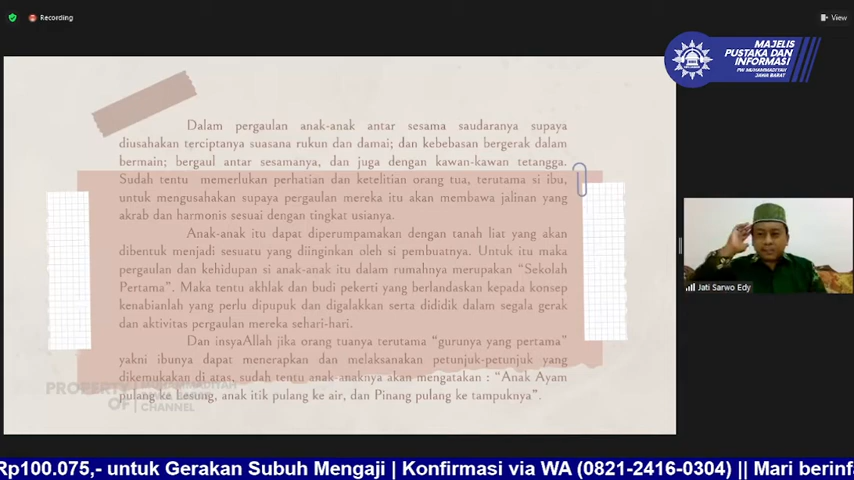 Recording
View
MAJELIS
PUSTAKA DAN
INFORMASI
PWI MUHAMMADIYAH
JAWA BARAT
Dalam pergaulan anak-anak antar sesama saudaranya supaya
diusahakan terciptanya suasana rukun dan damai; dan kebebasan bergerak dalam
bermain; bergaul antar sesamanya, dan juga dengan kawan-kawan tetangga.
Sudah tentu memerlukan perhatian dan ketelitian orang tua, terutama si ibu,
untuk mengusahakan supaya pergaulan mereka itu akan membawa jalinan yang
akrab dan harmonis sesuai dengan tingkat usianya.
Anak-anak itu dapat diperumpamakan dengan tanah liat yang akan
dibentuk menjadi sesuatu yang diinginkan oleh si pembuatnya. Untuk itu maka
pergaulan dan kehidupan si anak-anak itu dalam rumahnya merupakan “Sekolah
Pertama”. Maka tentu akhlak dan budi pekerti yang berlandaskan kepada konsep
kenabianlah yang perlu dipupuk dan digalakkan serta dididik dalam segala gerak
dan aktivitas pergaulan mereka sehari-hari.
Dan insyaAllah jika orang tuanya terutama “gurunya yang pertama”
yakni ibunya dapat menerapkan dan melaksanakan petunjuk-petunjuk yang
dikemukakan di atas, sudah tentu anak-anaknya akan mengatakan : “Anak Ayam
pulang ke Lesung, anak itik pulang ke air, dan Pinang pulang ke tampuknya”.
PROPERTY
OF
CHANNEL
Jati Sarwo Edy
Rp100.075,- untuk Gerakan Subuh Mengaji | Konfirmasi via WA (0821-2416-0304) || Mari berinf